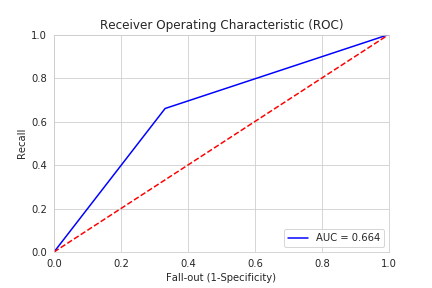 Receiver Operating Characteristic (ROC)
1.0
0.8
0.6
0.4
0.2
0.0
Recall
AUC = 0.664
0.0 0.2 0.4 0.6 0.8 1.0
Fall-out (1-Specificity)